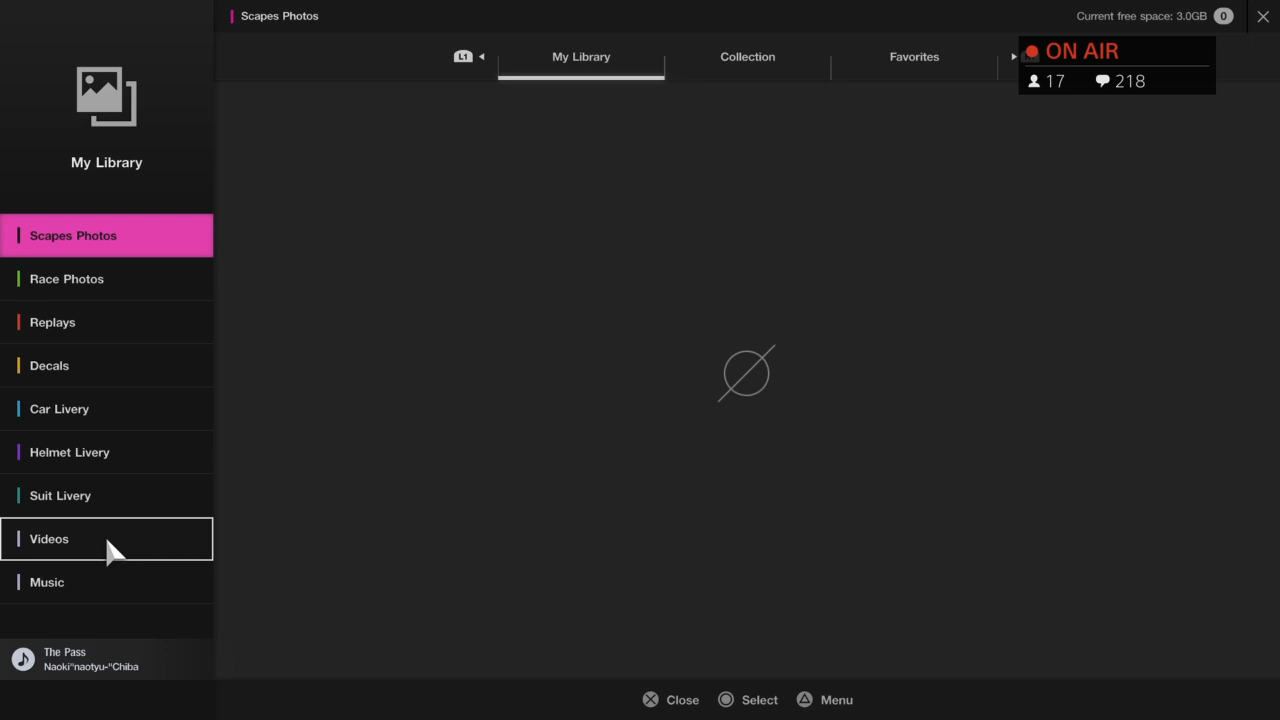 Scapes Photos
Current free space: 3.0GB 0
L1 My Library Collection Favorites
ON AIR
17 218
My Library
Scapes Photos
Race Photos
Replays
Decals
Car Livery
Helmet Livery
Suit Livery
Videos
Music
The Pass
Naoki"naotyu-"Chiba
Close Select Menu